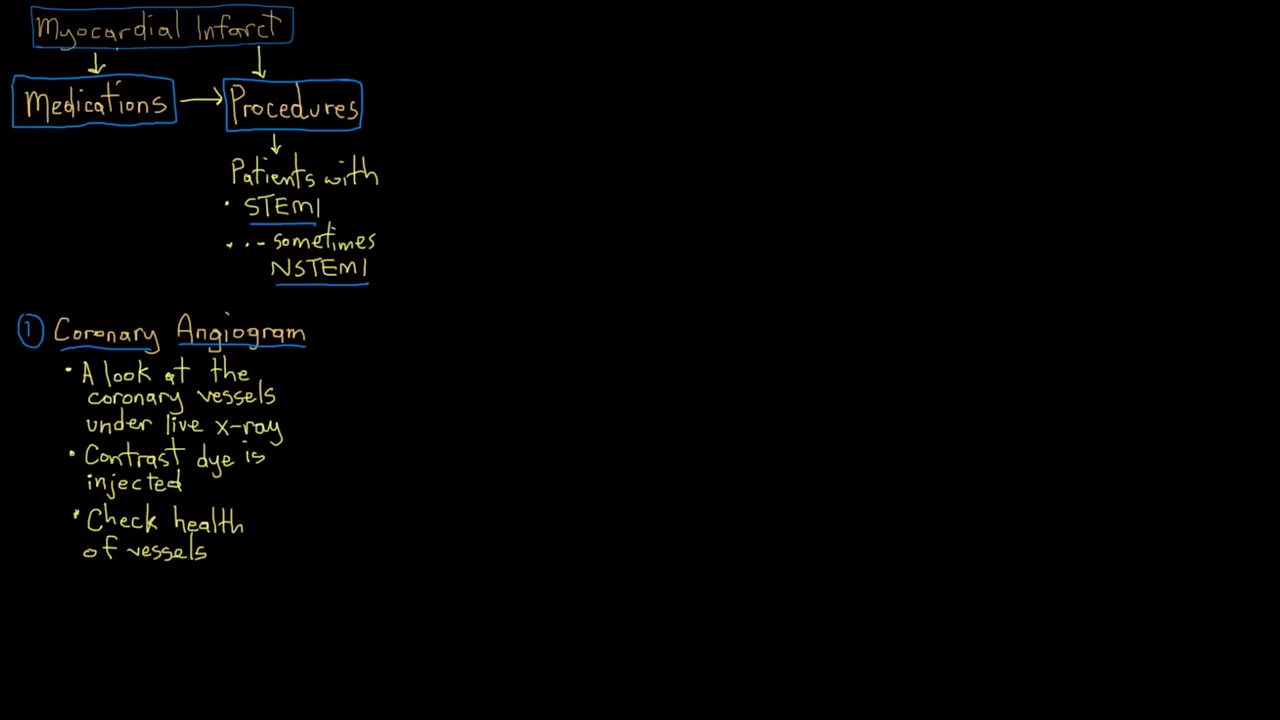 Myocardial Infarct
Medications
Procedures
Patients with
• STEMI
... - sometimes
NSTEMI
① Coronary Angiogram
• A look at the
coronary vessels
under live x-ray
• Contrast dye is
injected
• Check health
of vessels